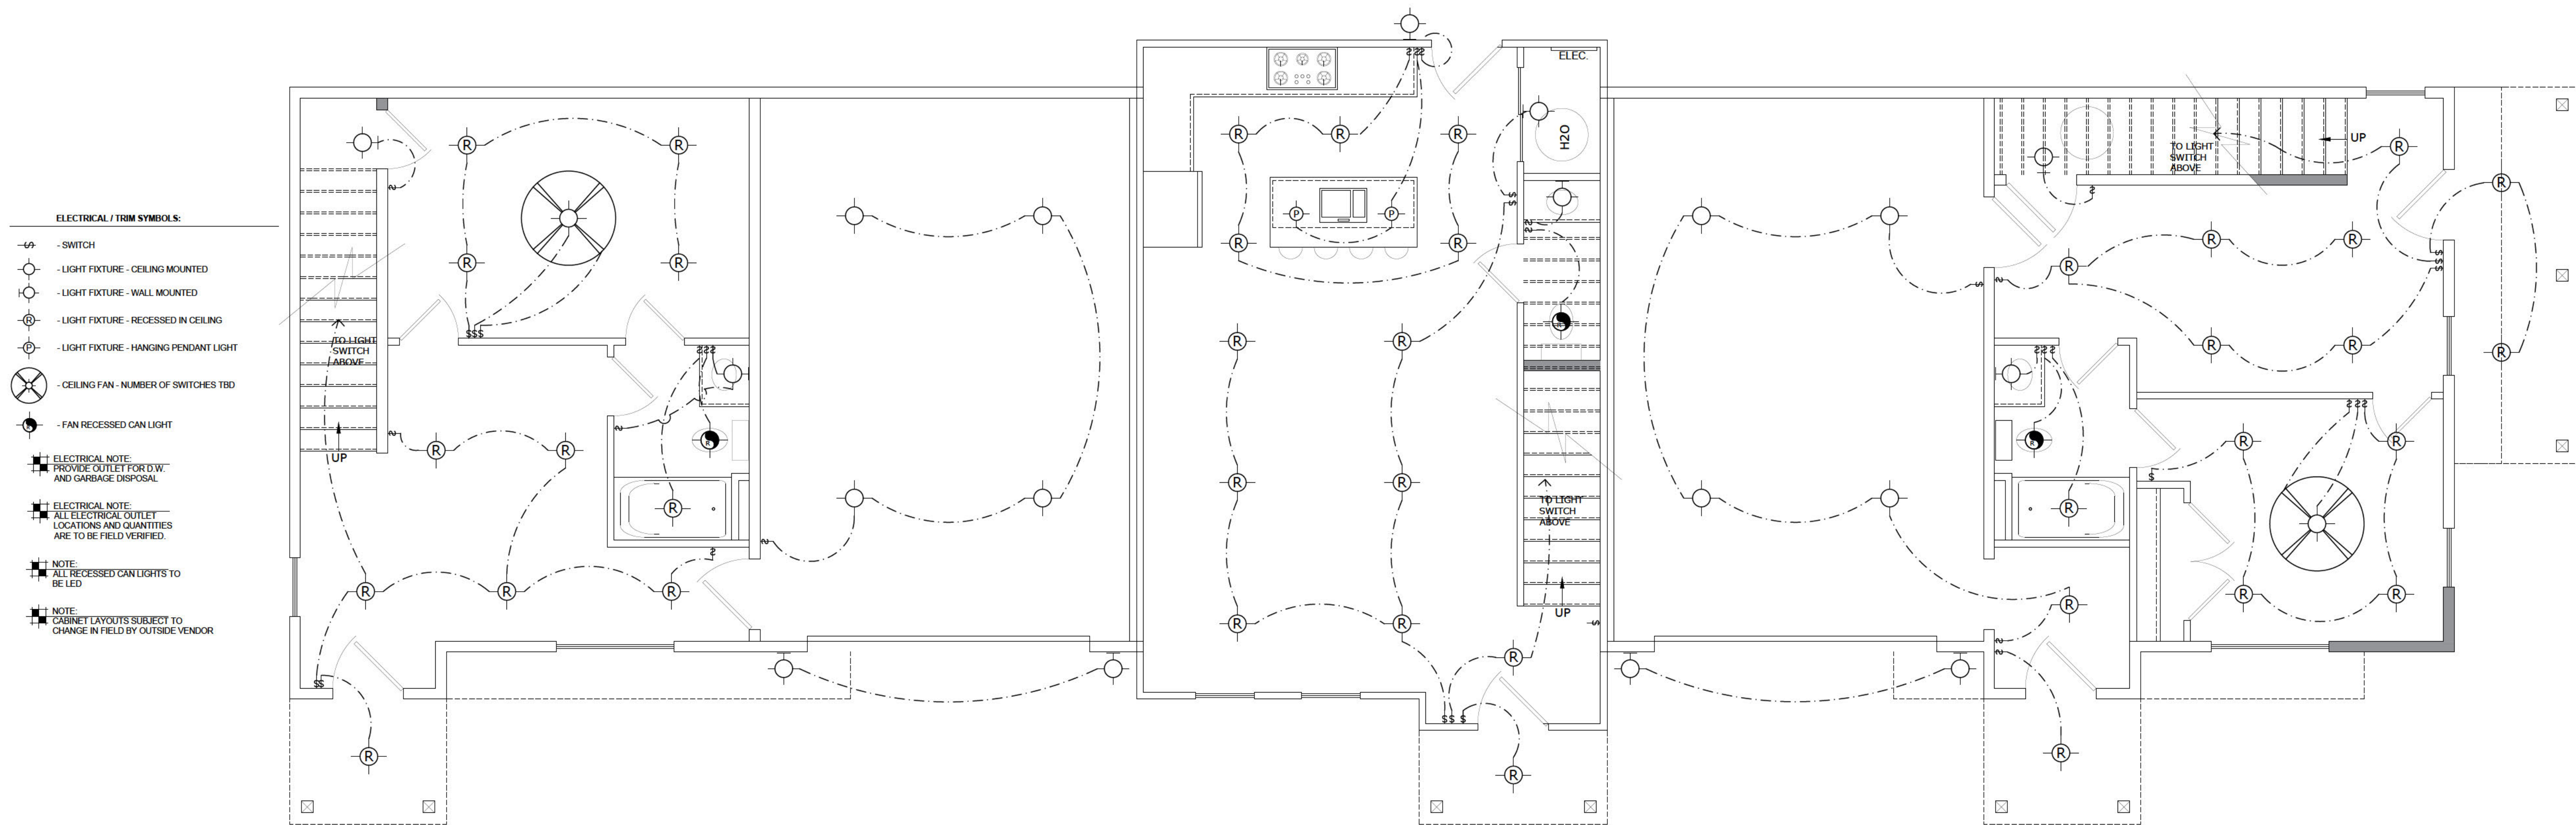 ELECTRICAL / TRIM SYMBOLS:
S - SWITCH
- LIGHT FIXTURE - CEILING MOUNTED
- LIGHT FIXTURE - WALL MOUNTED
R - LIGHT FIXTURE - RECESSED IN CEILING
P - LIGHT FIXTURE - HANGING PENDANT LIGHT
- CEILING FAN - NUMBER OF SWITCHES TBD
R - FAN RECESSED CAN LIGHT
ELECTRICAL NOTE:
PROVIDE OUTLET FOR D.W.
AND GARBAGE DISPOSAL
ELECTRICAL NOTE:
ALL ELECTRICAL OUTLET
LOCATIONS AND QUANTITIES
ARE TO BE FIELD VERIFIED.
NOTE:
ALL RECESSED CAN LIGHTS TO
BE LED
NOTE:
CABINET LAYOUTS SUBJECT TO
CHANGE IN FIELD BY OUTSIDE VENDOR
R R
R R
$$$
TO LIGHT
SWITCH
ABOVE
UP
R R
R
R
R R R
$$
R
ELEC.
H2O
R R R
P P
R R
R R
R R
R R
R
TO LIGHT
SWITCH
ABOVE
UP
R
$$ $
R
UP
TO LIGHT
SWITCH
ABOVE
R
R
R R
R
R R
R
R
R R
R
R R
R
R